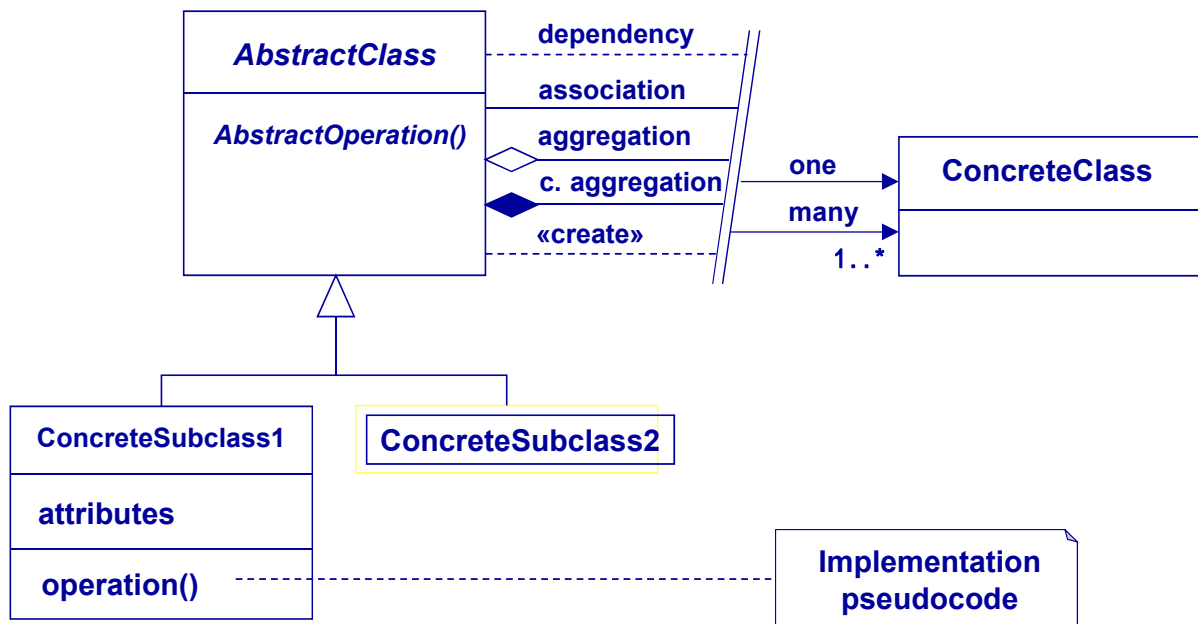 AbstractClass
AbstractOperation()
dependency
association
aggregation
c. aggregation
«create»
one
many
1..*
ConcreteClass
ConcreteSubclass1
attributes
operation()
ConcreteSubclass2
Implementation
pseudocode